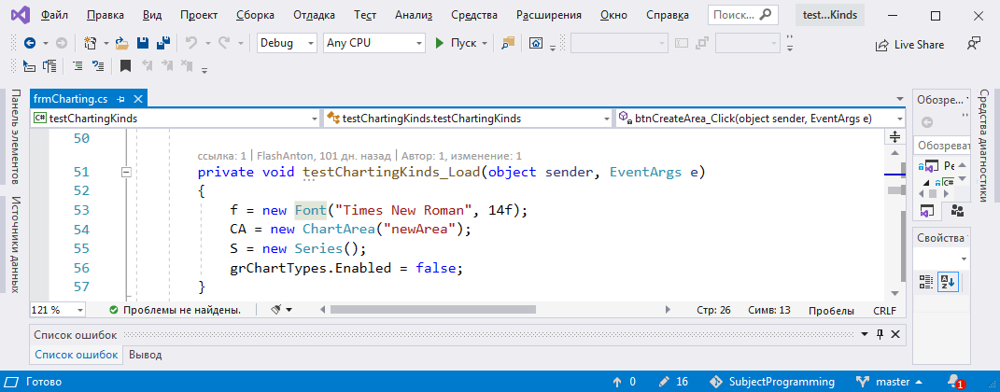 Файл Правка Вид Проект Сборка Отладка Тест Анализ Средства Расширения Окно Справка Поиск... test...Kinds
Debug Any CPU Пуск Live Share
frmCharting.cs
testChartingKinds testChartingKinds.testChartingKinds btnCreateArea_Click(object sender, EventArgs e)
Панель элементов
Источники данных
50
ссылка: 1 | FlashAnton, 101 дн. назад | Автор: 1, изменение: 1
51 private void testChartingKinds_Load(object sender, EventArgs e)
52 {
53 f = new Font("Times New Roman", 14f);
54 CA = new ChartArea("newArea");
55 S = new Series();
56 grChartTypes.Enabled = false;
57 }
121 % Проблемы не найдены. Стр: 26 Симв: 13 Пробелы CRLF
Обозре...
Обозреват
Ре
C#
Свойства
Средства диагностики
Список ошибок
Список ошибок Вывод
Готово 0 16 SubjectProgramming master 1